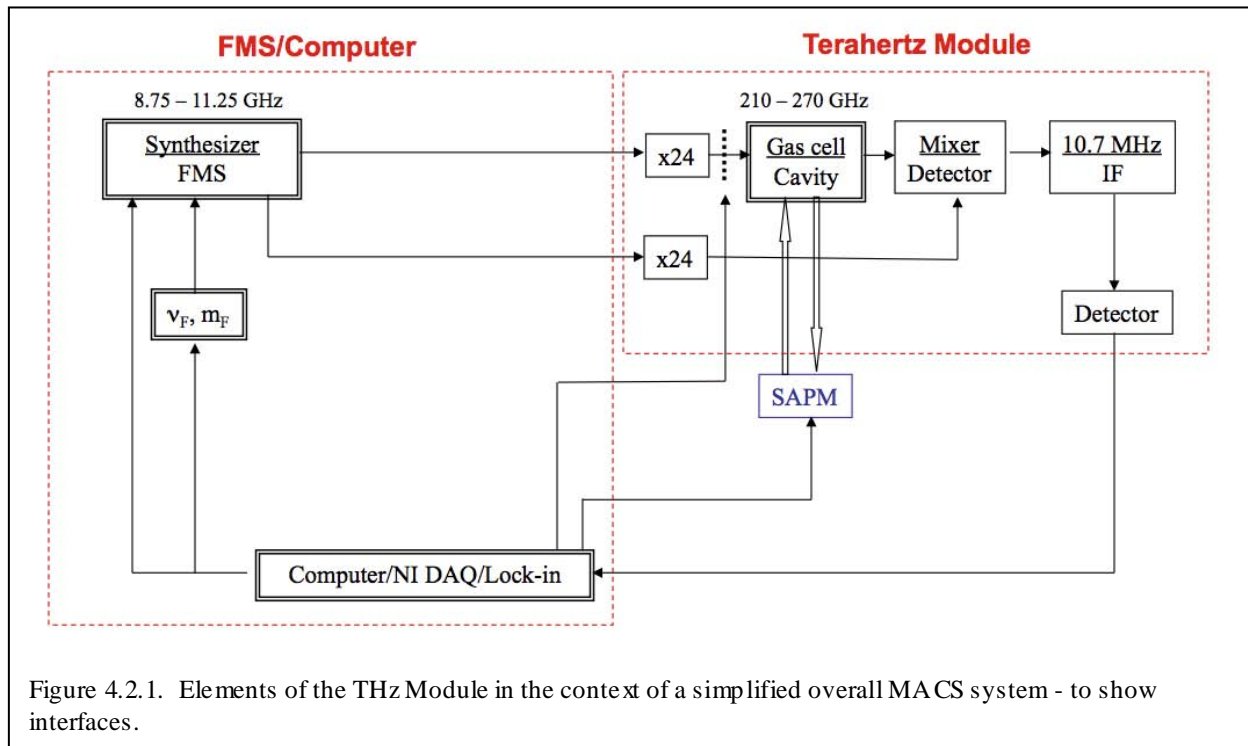 FMS/Computer
Terahertz Module
8.75 – 11.25 GHz
210 – 270 GHz
Synthesizer
FMS
x24
Gas cell
Cavity
Mixer
Detector
10.7 MHz
IF
x24
νF, mF
Detector
SAPM
Computer/NI DAQ/Lock-in
Figure 4.2.1. Elements of the THz Module in the context of a simplified overall MACS system - to show
interfaces.